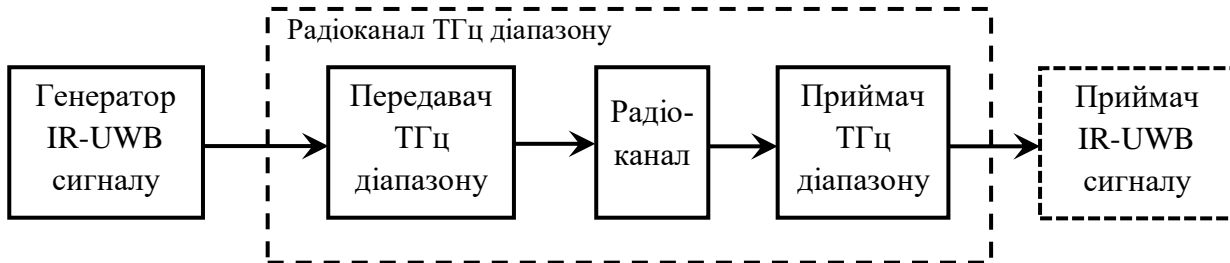 Радіоканал ТГц діапазону
Генератор
IR-UWB
сигналу
Передавач
ТГц
діапазону
Радіо-
канал
Приймач
ТГц
діапазону
Приймач
IR-UWB
сигналу